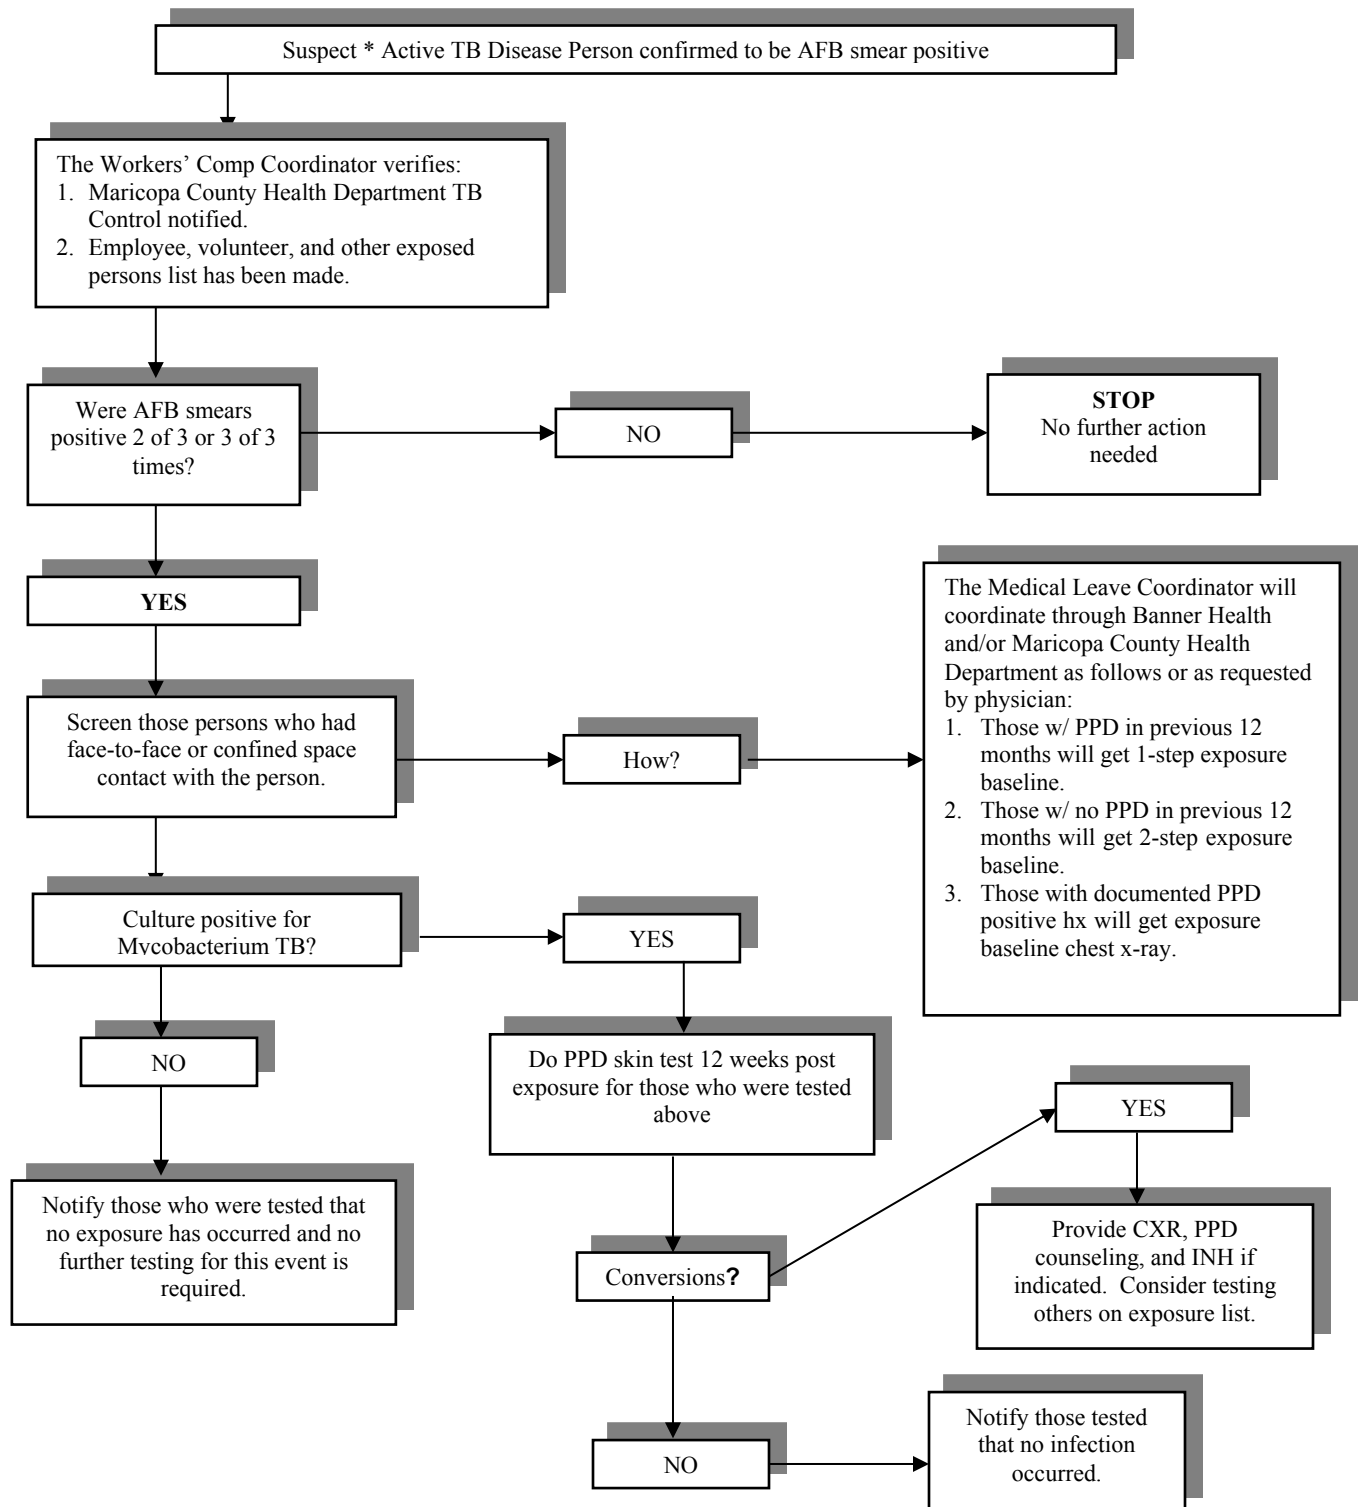 Suspect * Active TB Disease Person confirmed to be AFB smear positive
The Workers’ Comp Coordinator verifies:
1. Maricopa County Health Department TB
Control notified.
2. Employee, volunteer, and other exposed
persons list has been made.
Were AFB smears
positive 2 of 3 or 3 of 3
times?
NO
STOP
No further action
needed
YES
Screen those persons who had
face-to-face or confined space
contact with the person.
How?
The Medical Leave Coordinator will
coordinate through Banner Health
and/or Maricopa County Health
Department as follows or as requested
by physician:
1. Those w/ PPD in previous 12
months will get 1-step exposure
baseline.
2. Those w/ no PPD in previous 12
months will get 2-step exposure
baseline.
3. Those with documented PPD
positive hx will get exposure
baseline chest x-ray.
Culture positive for
Mycobacterium TB?
YES
NO
Do PPD skin test 12 weeks post
exposure for those who were tested
above
YES
Notify those who were tested that
no exposure has occurred and no
further testing for this event is
required.
Conversions?
Provide CXR, PPD
counseling, and INH if
indicated. Consider testing
others on exposure list.
NO
Notify those tested
that no infection
occurred.